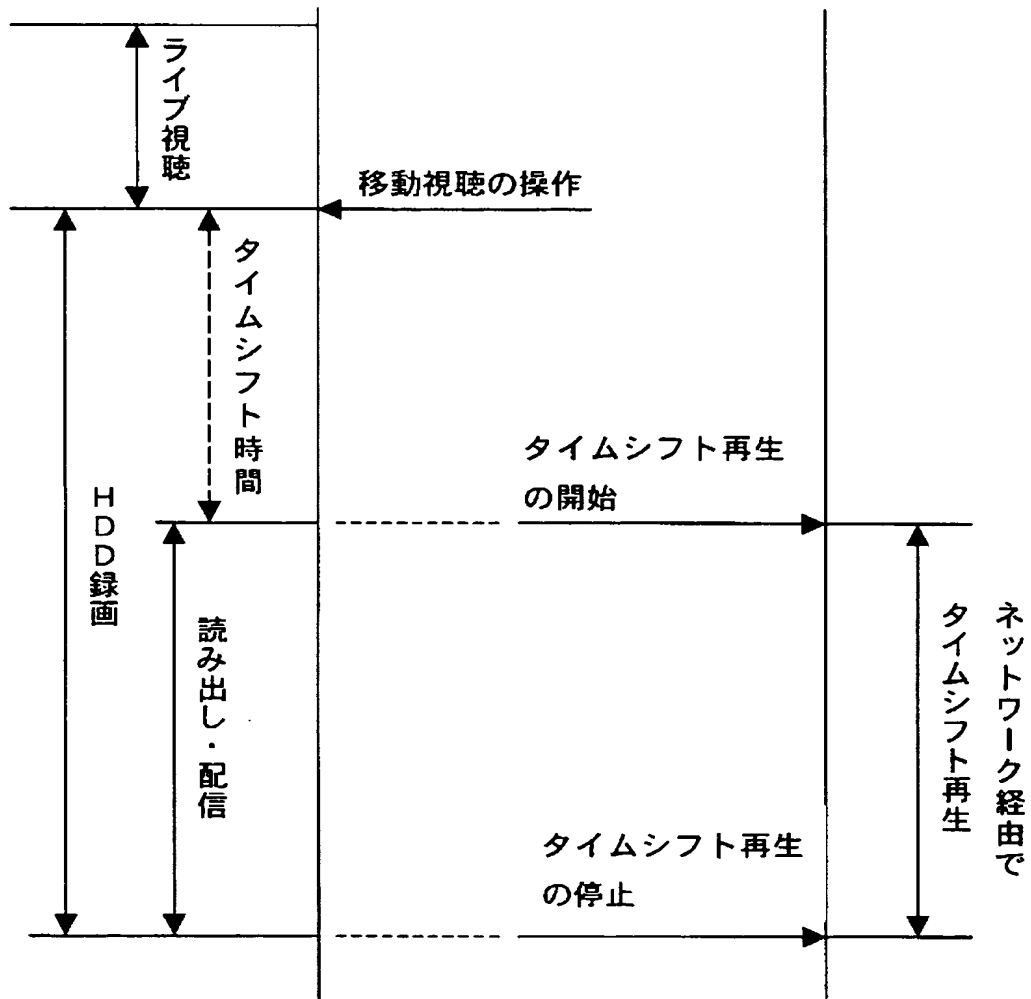 ライブ視聴
移動視聴の操作
タイムシフト時間
タイムシフト再生
の開始
HDD録画
読み出し・配信
ネットワーク経由で
タイムシフト再生
タイムシフト再生
の停止